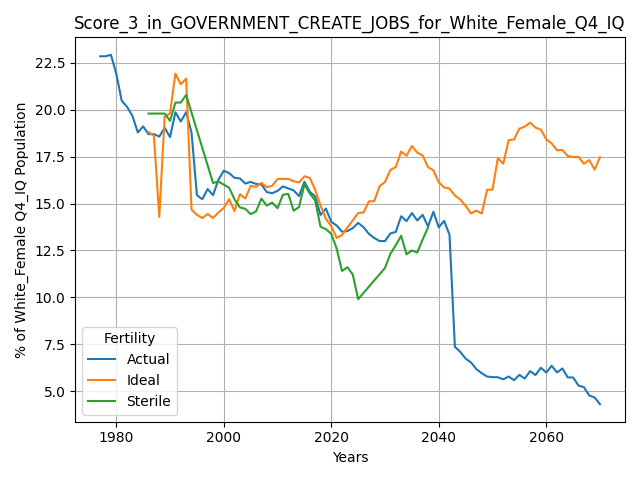 Score_3_in_GOVERNMENT_CREATE_JOBS_for_White_Female_Q4_IQ
% of White_Female Q4_IQ Population
22.5
20.0
17.5
15.0
12.5
10.0
7.5
5.0
Fertility
Actual
Ideal
Sterile
1980
2000
2020
2040
2060
Years